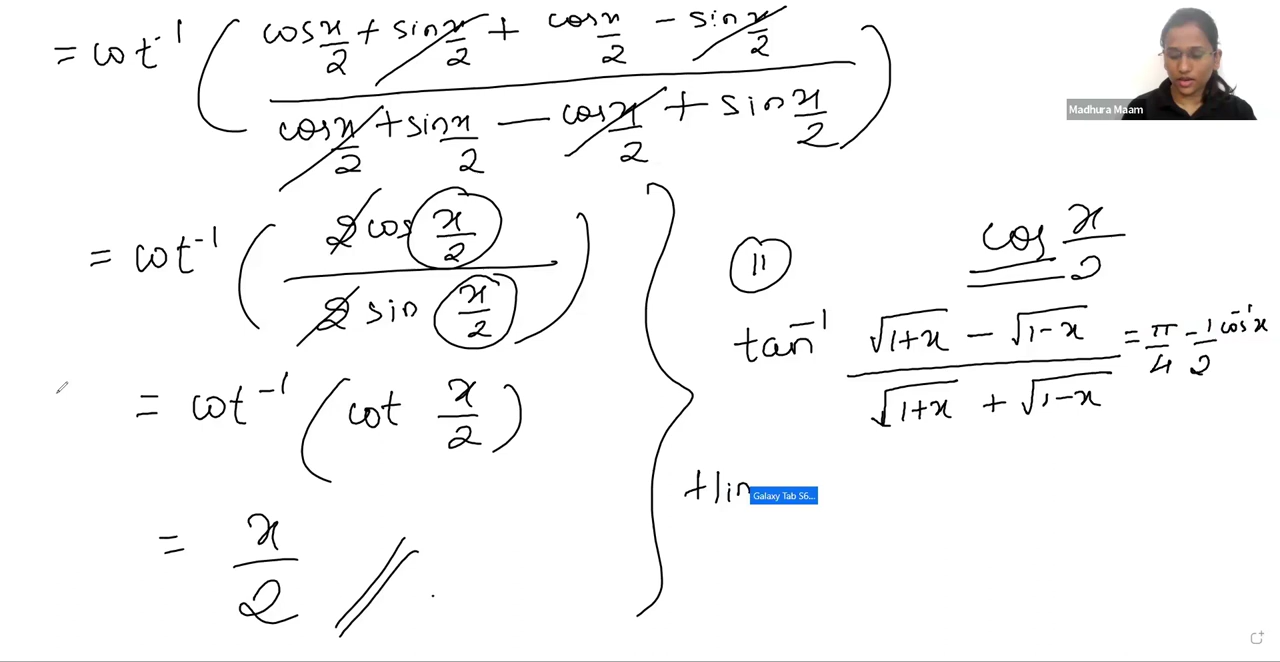 = cot⁻¹ ( (cos x/2 + sin x/2 + cos x/2 − sin x/2) / (cos x/2 + sin x/2 − cos x/2 + sin x/2) )
Madhura Maam
= cot⁻¹ ( 2 cos x/2 / 2 sin x/2 )
= cot⁻¹ ( cot x/2 )
= x/2
cos x/2
11
tan⁻¹ (√1+x − √1−x) / (√1+x + √1−x) = π/4 − 1/2 cos⁻¹ x
Galaxy Tab S6...